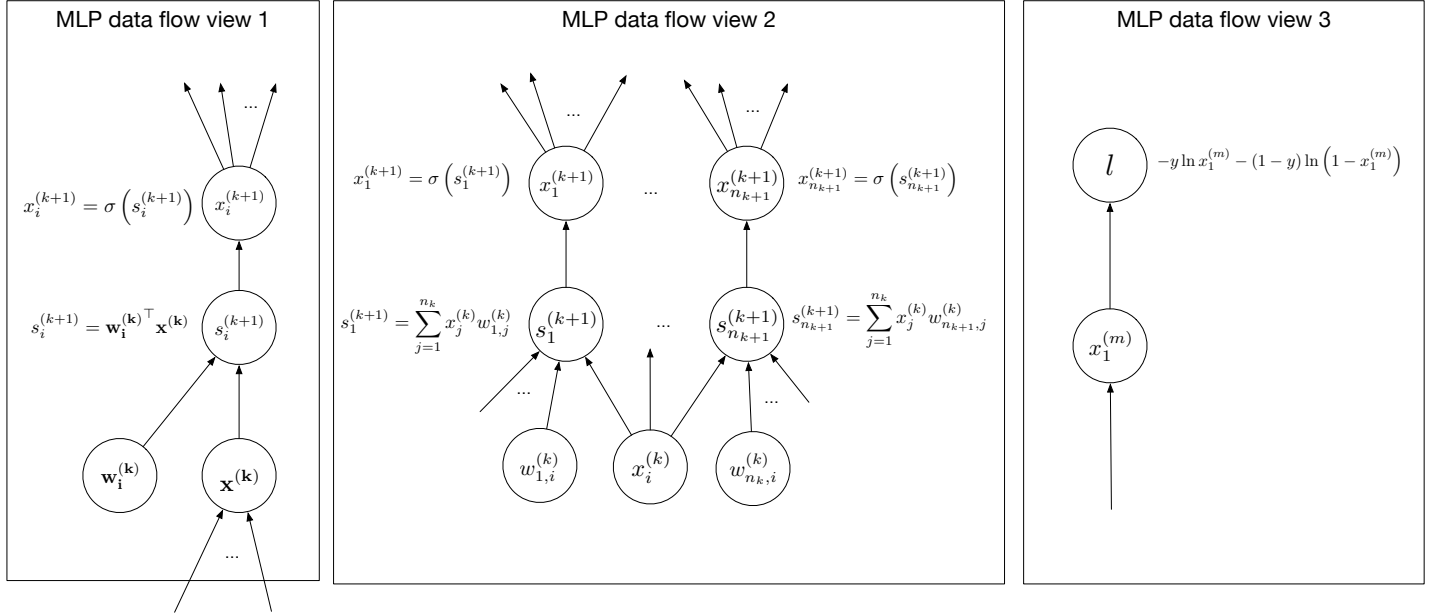 MLP data flow view 1
...
x_i^{(k+1)} = σ(s_i^{(k+1)})
x_i^{(k+1)}
s_i^{(k+1)} = w_i^{(k)⊤} x^{(k)}
s_i^{(k+1)}
w_i^{(k)}
x^{(k)}
...
MLP data flow view 2
...
...
x_1^{(k+1)} = σ(s_1^{(k+1)})
x_1^{(k+1)}
...
x_{n_{k+1}}^{(k+1)}
x_{n_{k+1}}^{(k+1)} = σ(s_{n_{k+1}}^{(k+1)})
s_1^{(k+1)} = \sum_{j=1}^{n_k} x_j^{(k)} w_{1,j}^{(k)}
s_1^{(k+1)}
...
s_{n_{k+1}}^{(k+1)}
s_{n_{k+1}}^{(k+1)} = \sum_{j=1}^{n_k} x_j^{(k)} w_{n_{k+1},j}^{(k)}
...
...
w_{1,i}^{(k)}
x_i^{(k)}
w_{n_k,i}^{(k)}
MLP data flow view 3
l
-y ln x_1^{(m)} - (1 - y) ln(1 - x_1^{(m)})
x_1^{(m)}